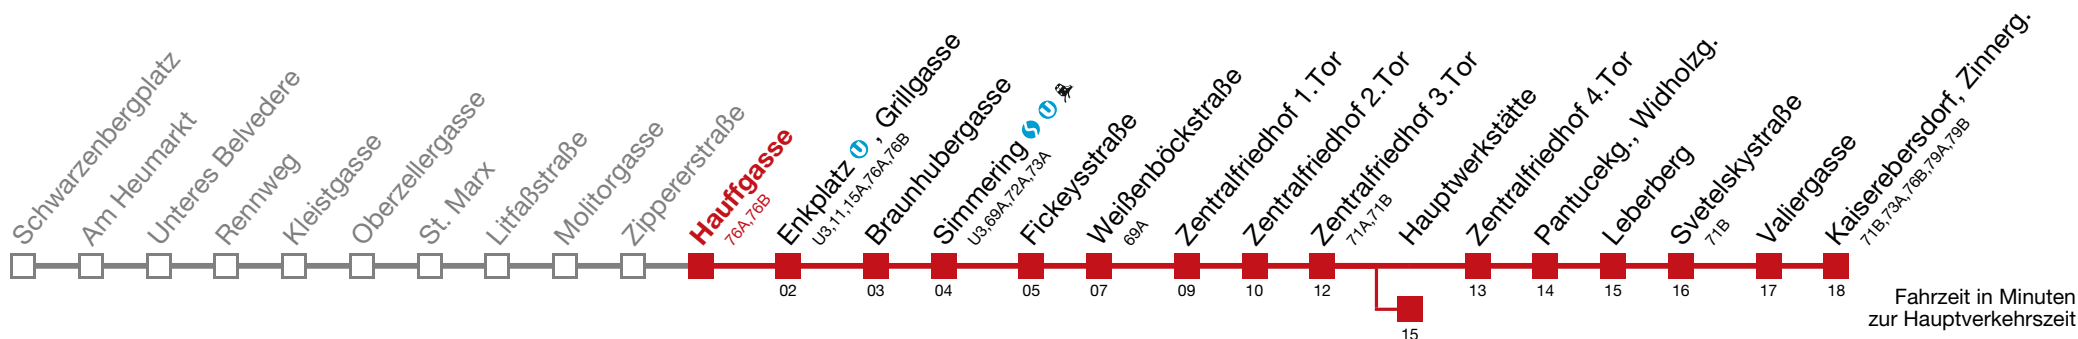 Schwarzenbergplatz
Am Heumarkt
Unteres Belvedere
Rennweg
Kleistgasse
Oberzellergasse
St. Marx
Litfaßstraße
Molitorgasse
Zippererstraße
Hauffgasse
76A,76B
Enkplatz U, Grillgasse
U3,11,15A,76A,76B
Braunhubergasse
Simmering S U
U3,69A,72A,73A
Fickeysstraße
Weißenböckstraße
69A
Zentralfriedhof 1.Tor
Zentralfriedhof 2.Tor
Zentralfriedhof 3.Tor
71A,71B
Hauptwerkstätte
Zentralfriedhof 4.Tor
Pantucekg., Widholzg.
Leberberg
Svetelskystraße
71B
Valiergasse
Kaiserebersdorf, Zinnerg.
71B,73A,76B,79A,79B
02
03
04
05
07
09
10
12
13
14
15
16
17
18
15
Fahrzeit in Minuten
zur Hauptverkehrszeit